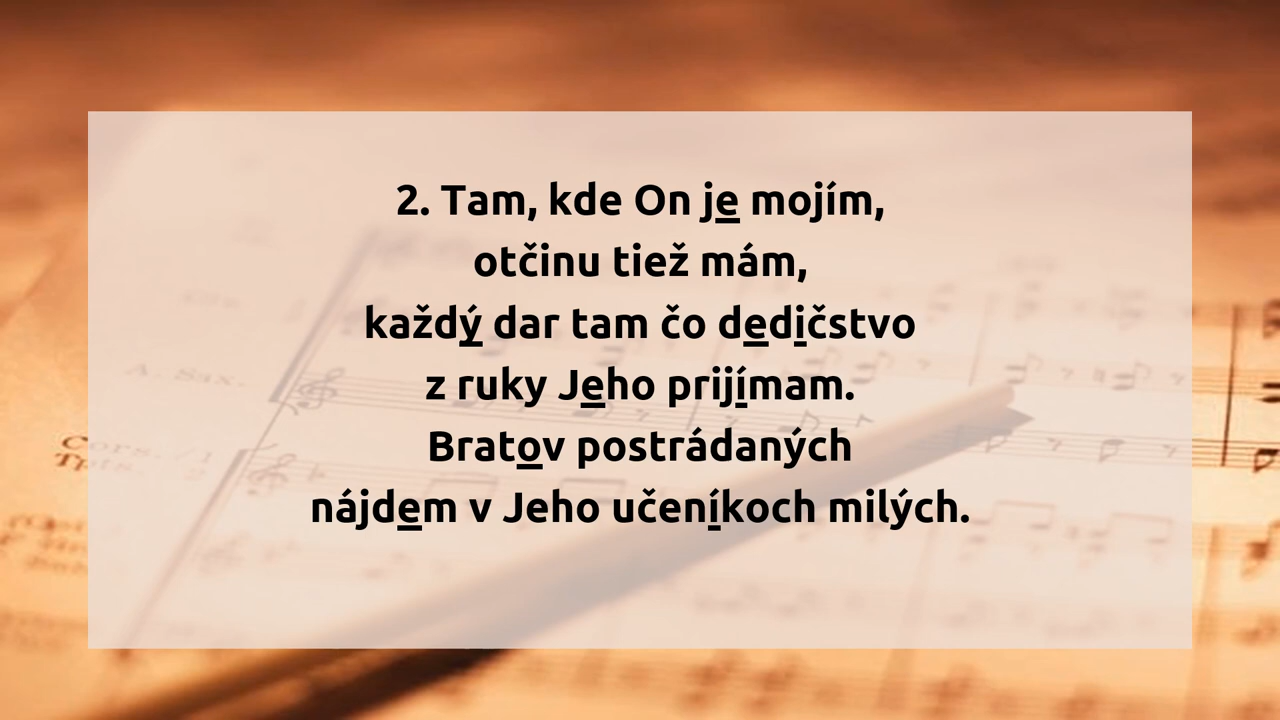 2. Tam, kde On je mojím,
otčinu tiež mám,
každý dar tam čo dedičstvo
z ruky Jeho prijímam.
Bratov postrádaných
nájdem v Jeho učeníkoch milých.
A. Sax.